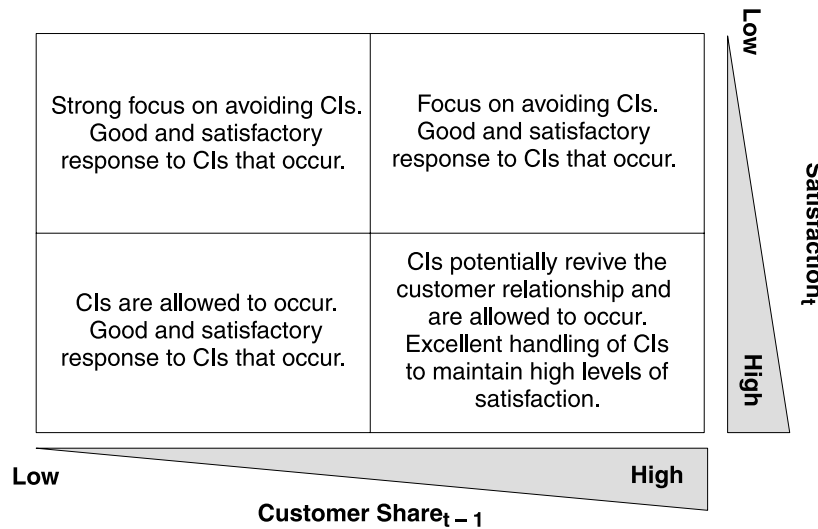 Strong focus on avoiding CIs.
Good and satisfactory
response to CIs that occur.
Focus on avoiding CIs.
Good and satisfactory
response to CIs that occur.
CIs are allowed to occur.
Good and satisfactory
response to CIs that occur.
CIs potentially revive the
customer relationship and
are allowed to occur.
Excellent handling of CIs
to maintain high levels of
satisfaction.
Low
Satisfaction t
High
Low
High
Customer Share t – 1